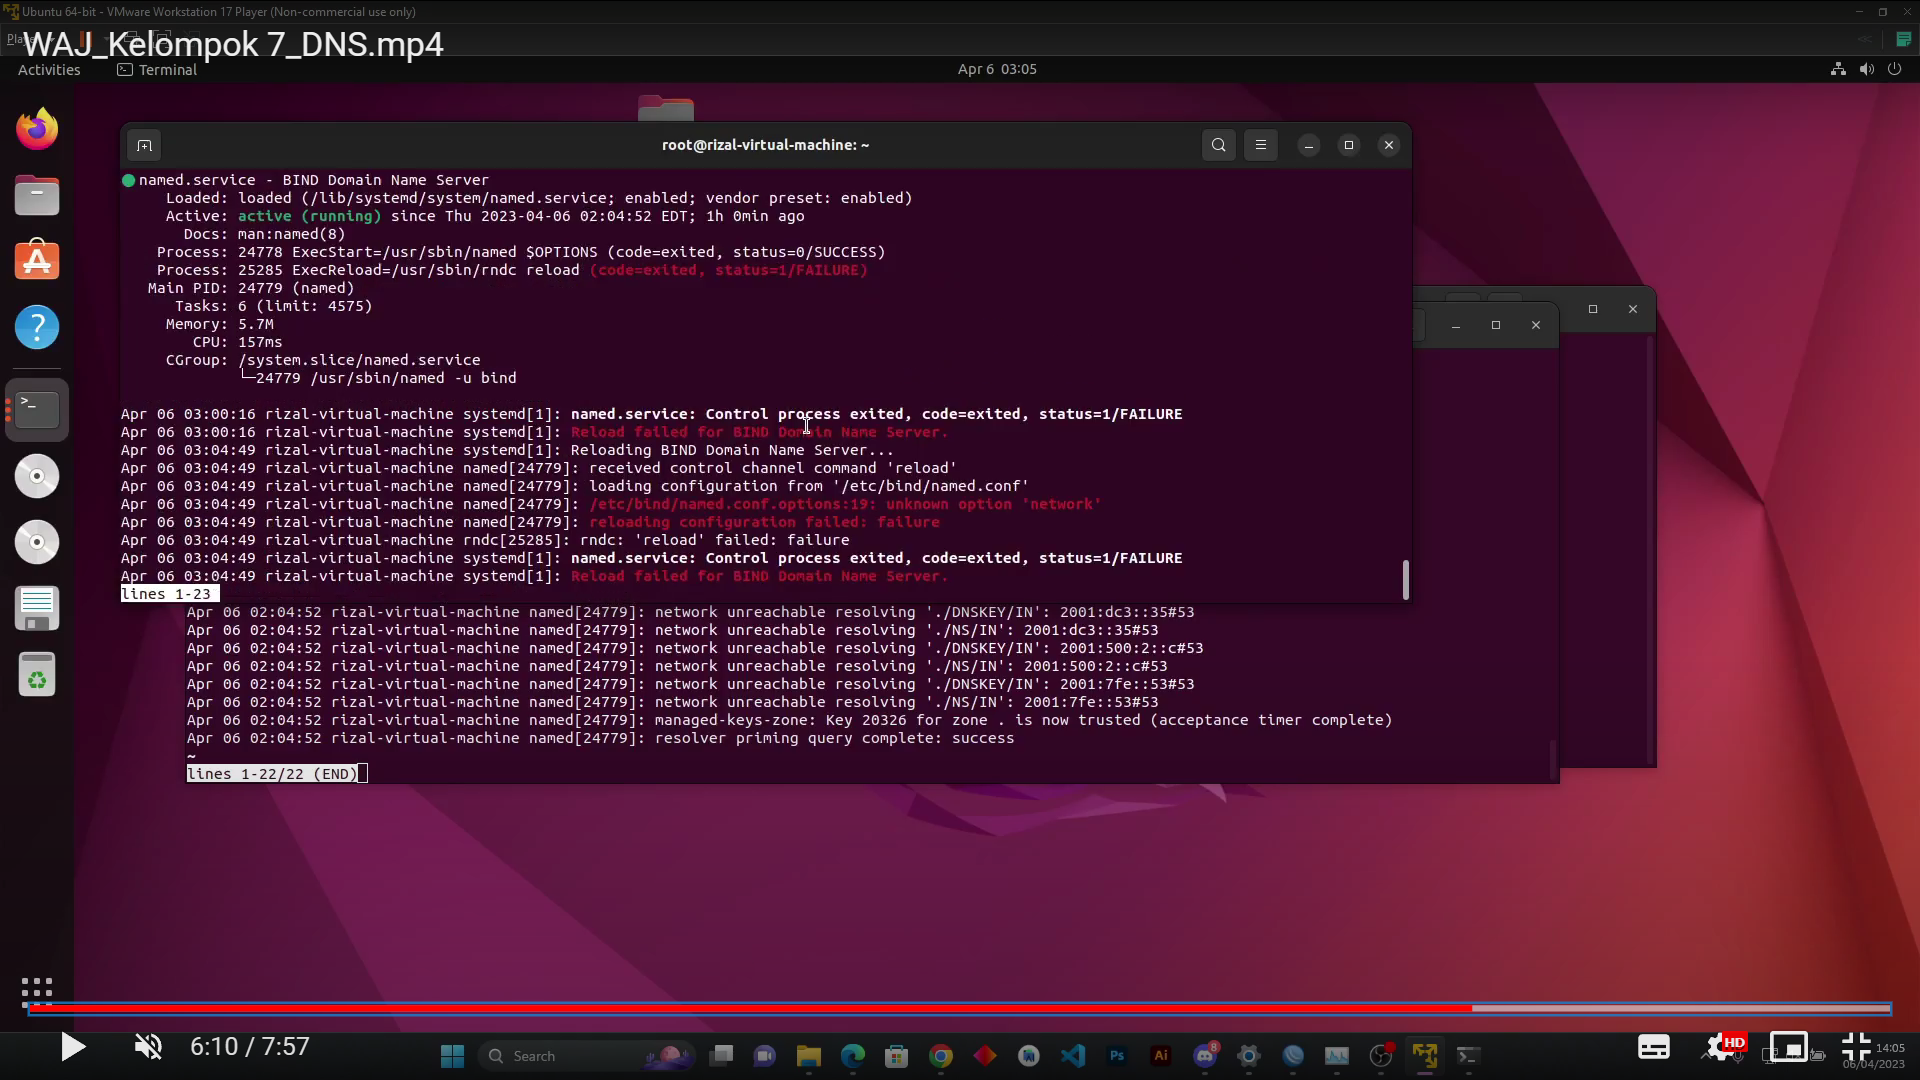 Ubuntu 64-bit - VMware Workstation 17 Player (Non-commercial use only)
WAJ_Kelompok 7_DNS.mp4
Activities
Terminal
Apr 6 03:05
root@rizal-virtual-machine: ~
named.service - BIND Domain Name Server
Loaded: loaded (/lib/systemd/system/named.service; enabled; vendor preset: enabled)
Active: active (running) since Thu 2023-04-06 02:04:52 EDT; 1h 0min ago
Docs: man:named(8)
Process: 24778 ExecStart=/usr/sbin/named $OPTIONS (code=exited, status=0/SUCCESS)
Process: 25285 ExecReload=/usr/sbin/rndc reload (code=exited, status=1/FAILURE)
Main PID: 24779 (named)
Tasks: 6 (limit: 4575)
Memory: 5.7M
CPU: 157ms
CGroup: /system.slice/named.service
└─24779 /usr/sbin/named -u bind
Apr 06 03:00:16 rizal-virtual-machine systemd[1]: named.service: Control process exited, code=exited, status=1/FAILURE
Apr 06 03:00:16 rizal-virtual-machine systemd[1]: Reload failed for BIND Domain Name Server.
Apr 06 03:04:49 rizal-virtual-machine systemd[1]: Reloading BIND Domain Name Server...
Apr 06 03:04:49 rizal-virtual-machine named[24779]: received control channel command 'reload'
Apr 06 03:04:49 rizal-virtual-machine named[24779]: loading configuration from '/etc/bind/named.conf'
Apr 06 03:04:49 rizal-virtual-machine named[24779]: /etc/bind/named.conf.options:19: unknown option 'network'
Apr 06 03:04:49 rizal-virtual-machine named[24779]: reloading configuration failed: failure
Apr 06 03:04:49 rizal-virtual-machine rndc[25285]: rndc: 'reload' failed: failure
Apr 06 03:04:49 rizal-virtual-machine systemd[1]: named.service: Control process exited, code=exited, status=1/FAILURE
Apr 06 03:04:49 rizal-virtual-machine systemd[1]: Reload failed for BIND Domain Name Server.
lines 1-23
Apr 06 02:04:52 rizal-virtual-machine named[24779]: network unreachable resolving './DNSKEY/IN': 2001:dc3::35#53
Apr 06 02:04:52 rizal-virtual-machine named[24779]: network unreachable resolving './NS/IN': 2001:dc3::35#53
Apr 06 02:04:52 rizal-virtual-machine named[24779]: network unreachable resolving './DNSKEY/IN': 2001:500:2::c#53
Apr 06 02:04:52 rizal-virtual-machine named[24779]: network unreachable resolving './NS/IN': 2001:500:2::c#53
Apr 06 02:04:52 rizal-virtual-machine named[24779]: network unreachable resolving './DNSKEY/IN': 2001:7fe::53#53
Apr 06 02:04:52 rizal-virtual-machine named[24779]: network unreachable resolving './NS/IN': 2001:7fe::53#53
Apr 06 02:04:52 rizal-virtual-machine named[24779]: managed-keys-zone: Key 20326 for zone . is now trusted (acceptance timer complete)
Apr 06 02:04:52 rizal-virtual-machine named[24779]: resolver priming query complete: success
~
lines 1-22/22 (END)
6:10 / 7:57
Search
Ps
Ai
8
HD
14:05
06/04/2023